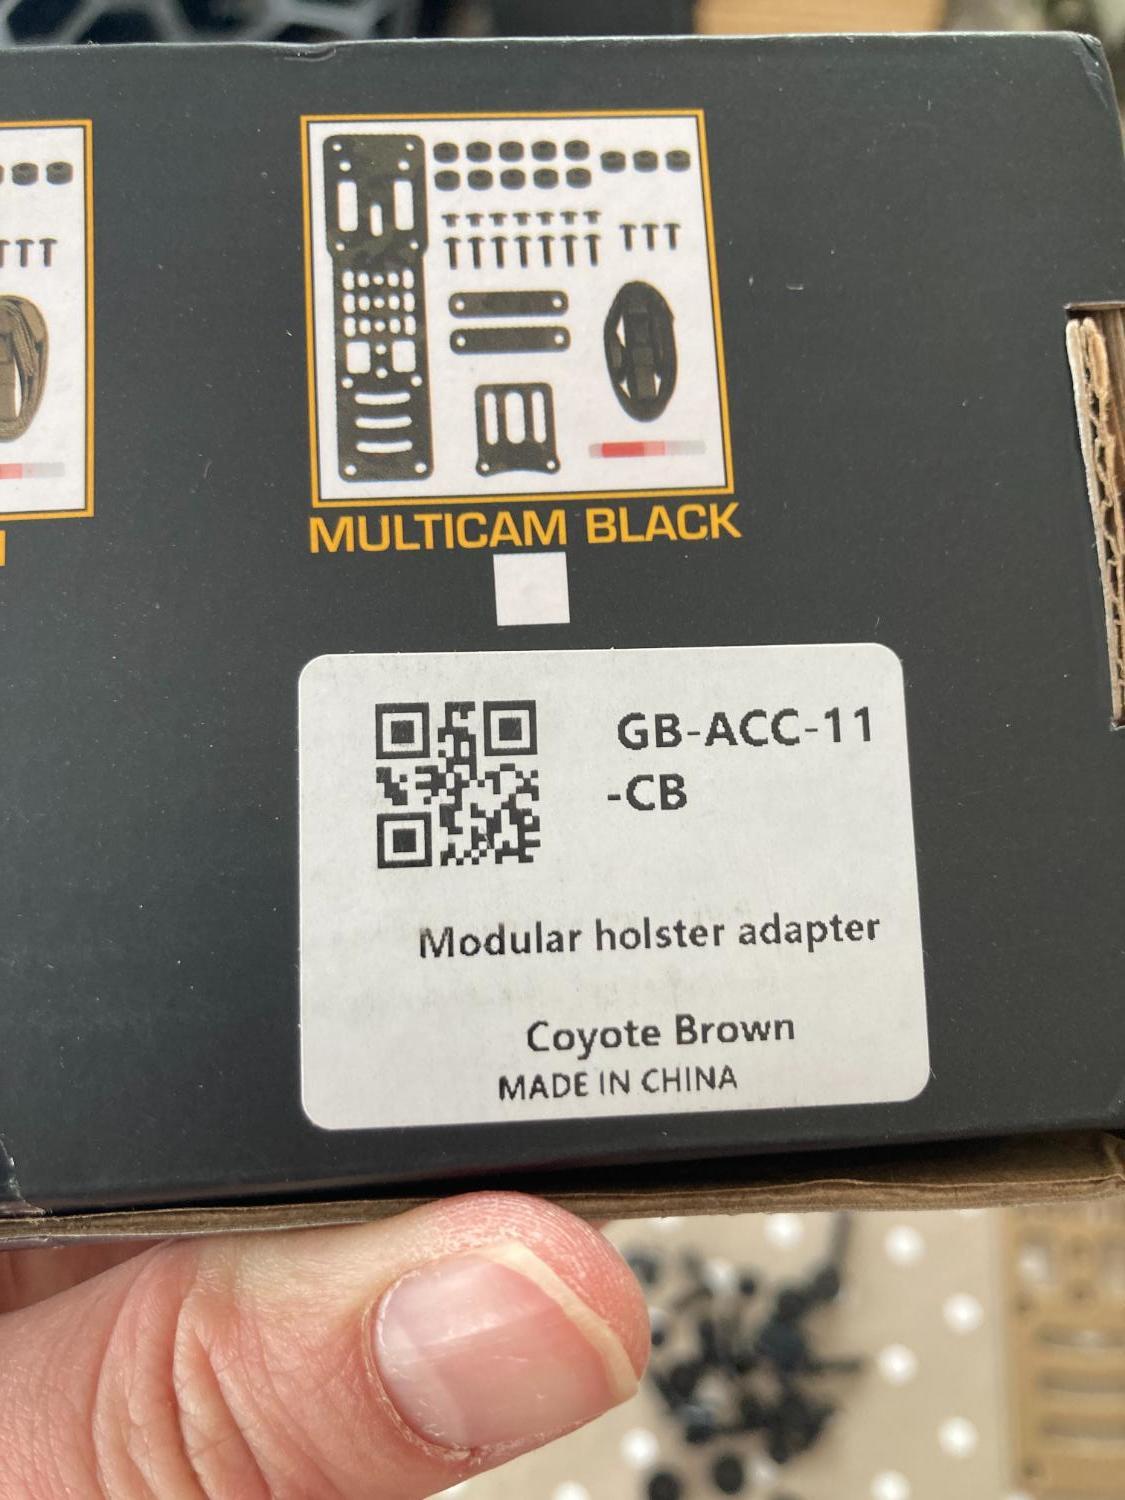 MULTICAM BLACK
GB-ACC-11
-CB
Modular holster adapter
Coyote Brown
MADE IN CHINA